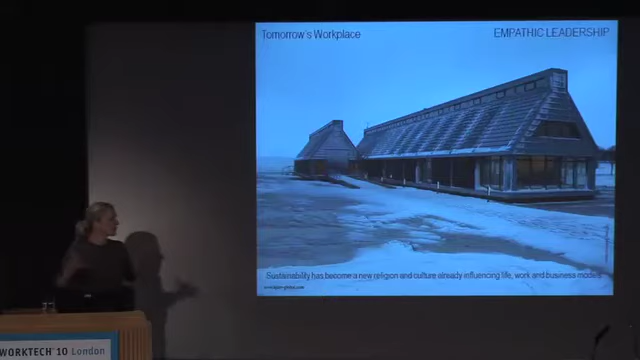 Tomorrow's Workplace
EMPATHIC LEADERSHIP
Sustainability has become a new religion and culture already influencing life, work and business models
WORKTECH 10 London